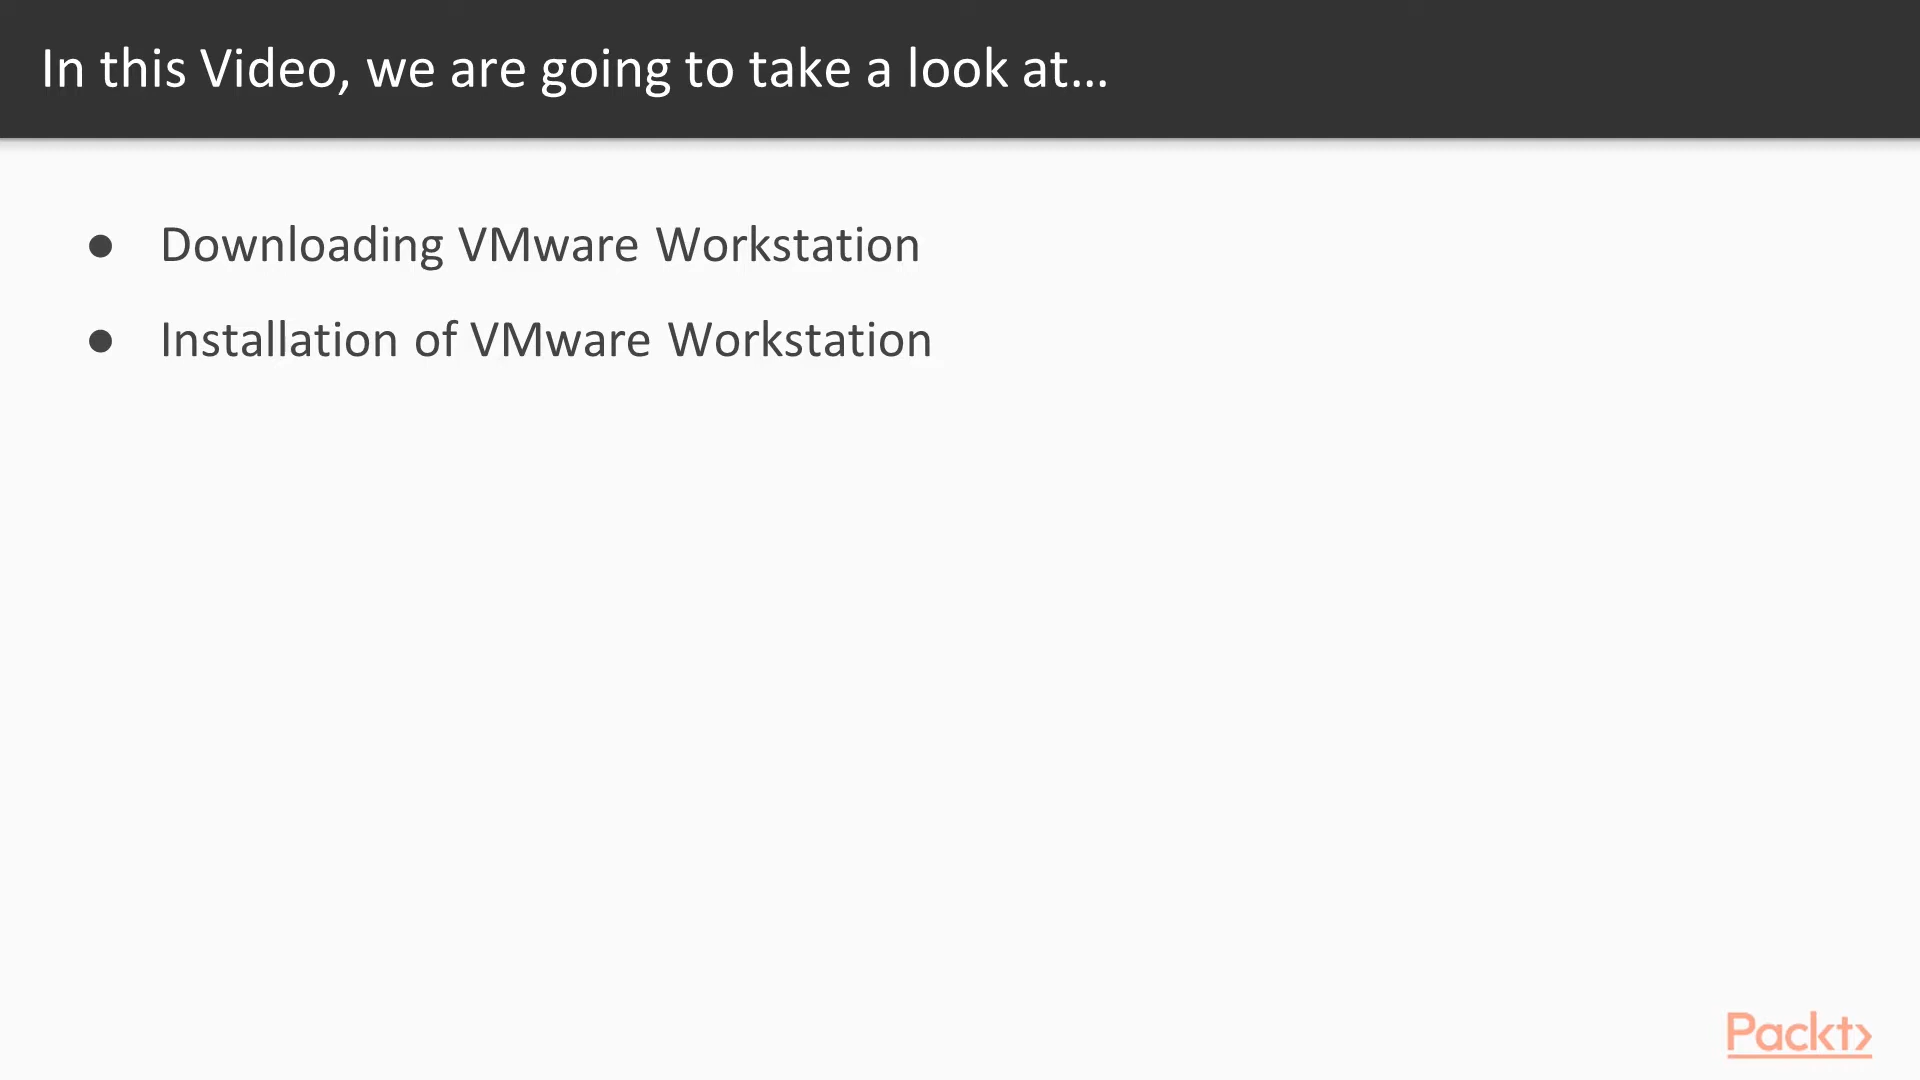 In this Video, we are going to take a look at...
● Downloading VMware Workstation
● Installation of VMware Workstation
Packt>